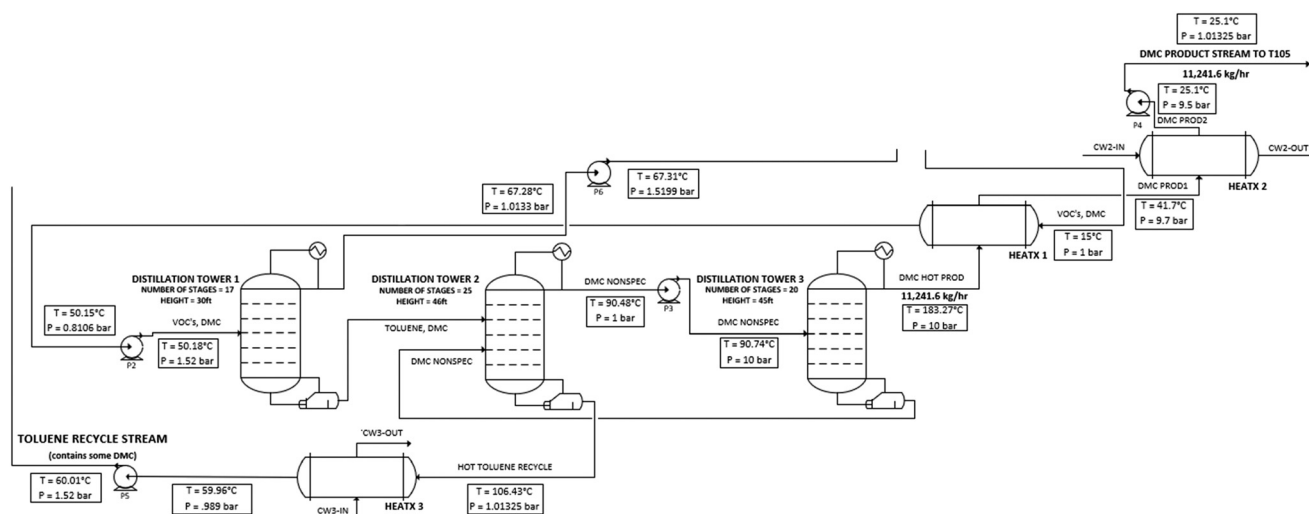 T = 25.1°C
P = 1.01325 bar
DMC PRODUCT STREAM TO T105
11,241.6 kg/hr
T = 25.1°C
P = 9.5 bar
P4
DMC PROD2
CW2-IN
CW2-OUT
HEATX 2
DMC PROD1
T = 41.7°C
P = 9.7 bar
P6
T = 67.28°C
P = 1.0133 bar
T = 67.31°C
P = 1.5199 bar
VOC's, DMC
T = 15°C
P = 1 bar
HEATX 1
DISTILLATION TOWER 1
NUMBER OF STAGES = 17
HEIGHT = 30ft
DISTILLATION TOWER 2
NUMBER OF STAGES = 25
HEIGHT = 46ft
DMC NONSPEC
T = 90.48°C
P = 1 bar
P3
DISTILLATION TOWER 3
NUMBER OF STAGES = 20
HEIGHT = 45ft
DMC HOT PROD
11,241.6 kg/hr
T = 183.27°C
P = 10 bar
T = 50.15°C
P = 0.8106 bar
VOC's, DMC
P2
T = 50.18°C
P = 1.52 bar
TOLUENE, DMC
DMC NONSPEC
DMC NONSPEC
T = 90.74°C
P = 10 bar
TOLUENE RECYCLE STREAM
(contains some DMC)
T = 60.01°C
P = 1.52 bar
P5
T = 59.96°C
P = .989 bar
CW3-OUT
CW3-IN
HEATX 3
HOT TOLUENE RECYCLE
T = 106.43°C
P = 1.01325 bar